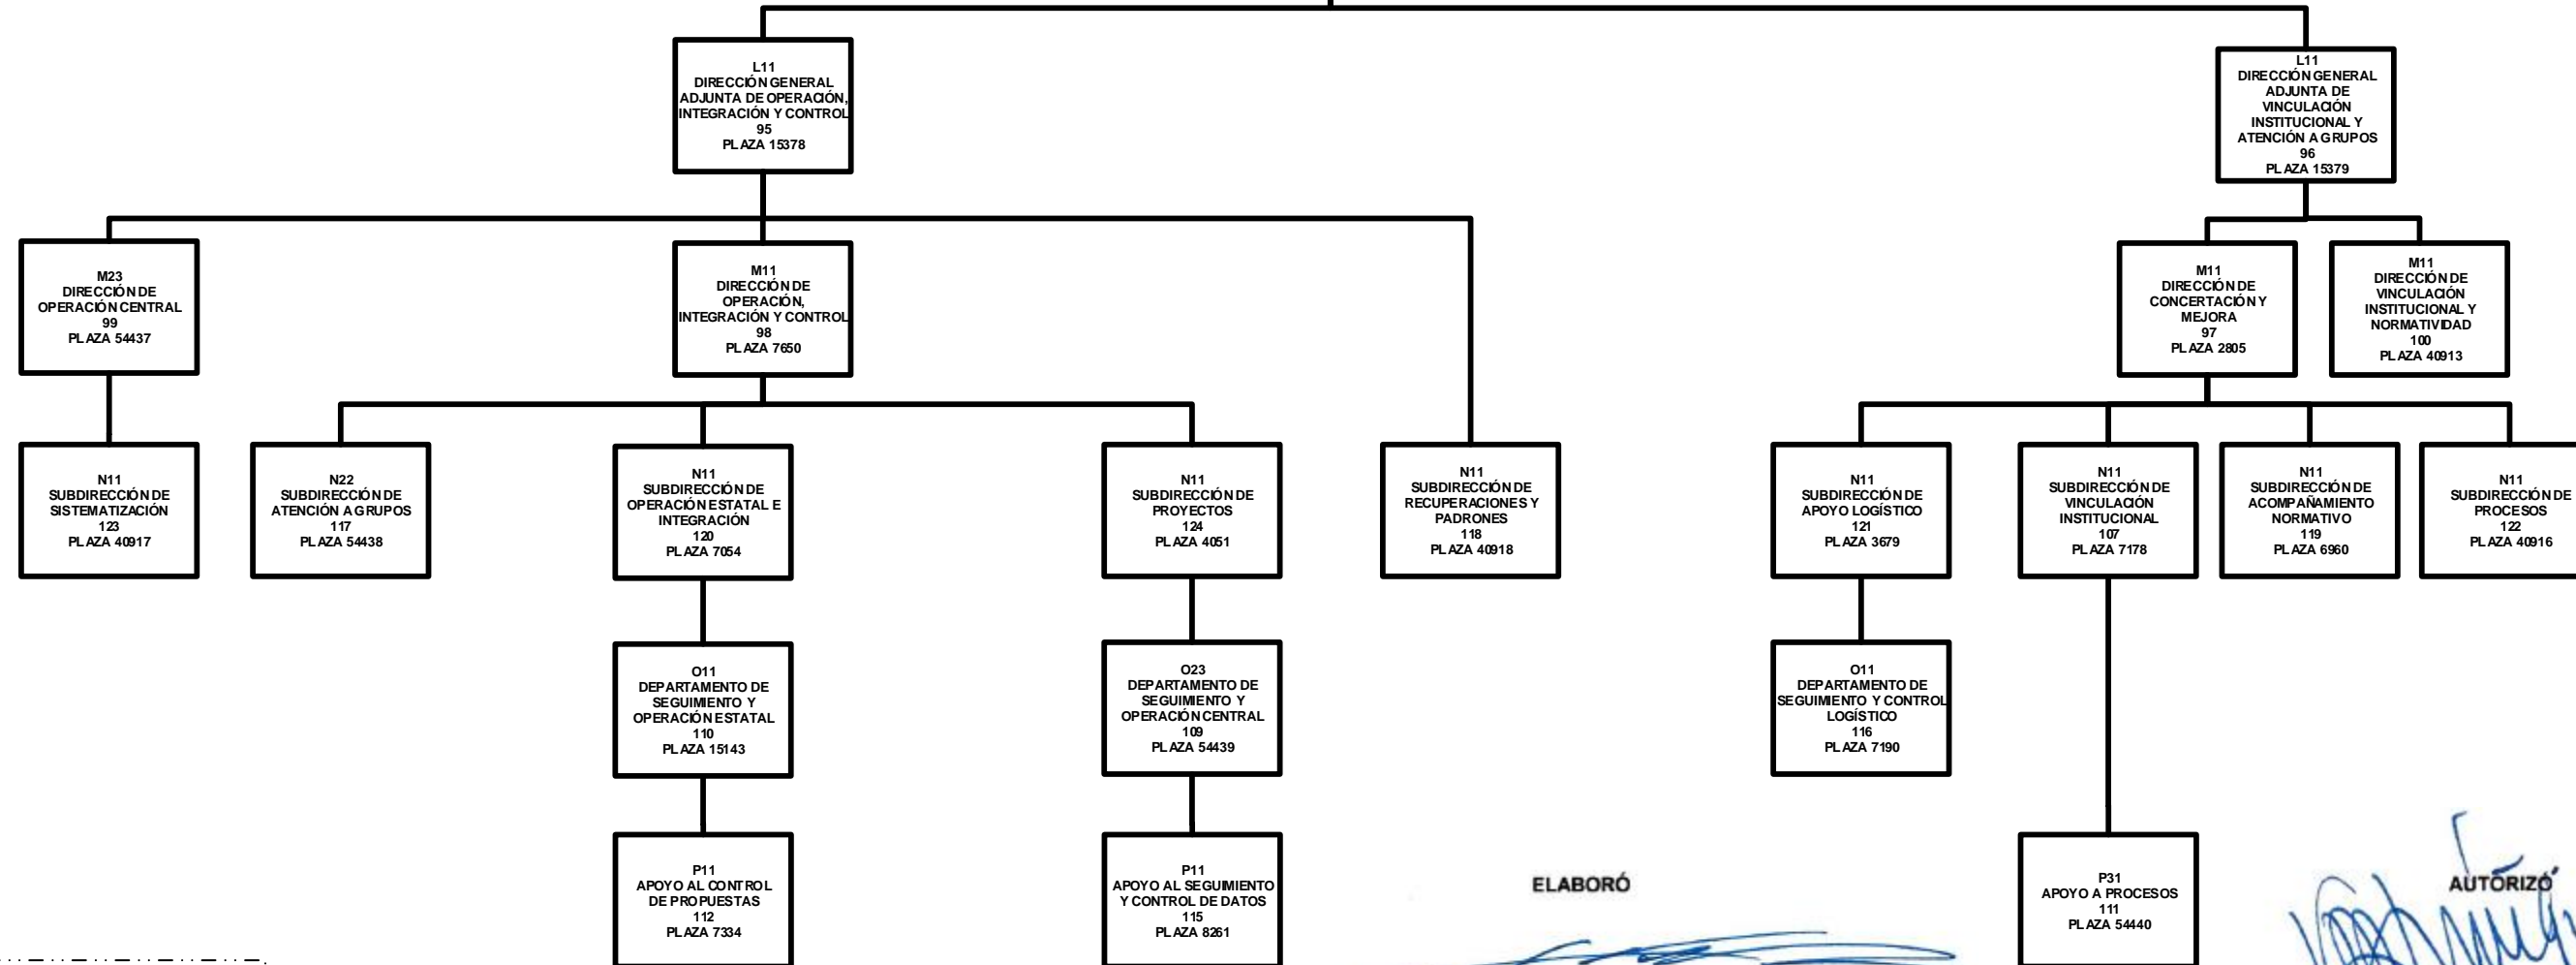 L11
DIRECCIÓN GENERAL
ADJUNTA DE OPERACIÓN,
INTEGRACIÓN Y CONTROL
95
PLAZA 15378
L11
DIRECCIÓN GENERAL
ADJUNTA DE
VINCULACIÓN
INSTITUCIONAL Y
ATENCIÓN A GRUPOS
96
PLAZA 15379
M23
DIRECCIÓN DE
OPERACIÓN CENTRAL
99
PLAZA 54437
M11
DIRECCIÓN DE
OPERACIÓN,
INTEGRACIÓN Y CONTROL
98
PLAZA 7650
M11
DIRECCIÓN DE
CONCERTACIÓN Y
MEJORA
97
PLAZA 2805
M11
DIRECCIÓN DE
VINCULACIÓN
INSTITUCIONAL Y
NORMATIVIDAD
100
PLAZA 40913
N11
SUBDIRECCIÓN DE
SISTEMATIZACIÓN
123
PLAZA 40917
N22
SUBDIRECCIÓN DE
ATENCIÓN A GRUPOS
117
PLAZA 54438
N11
SUBDIRECCIÓN DE
OPERACIÓN ESTATAL E
INTEGRACIÓN
120
PLAZA 7054
N11
SUBDIRECCIÓN DE
PROYECTOS
124
PLAZA 4051
N11
SUBDIRECCIÓN DE
RECUPERACIONES Y
PADRONES
118
PLAZA 40918
N11
SUBDIRECCIÓN DE
APOYO LOGÍSTICO
121
PLAZA 3679
N11
SUBDIRECCIÓN DE
VINCULACIÓN
INSTITUCIONAL
107
PLAZA 7178
N11
SUBDIRECCIÓN DE
ACOMPAÑAMIENTO
NORMATIVO
119
PLAZA 6960
N11
SUBDIRECCIÓN DE
PROCESOS
122
PLAZA 40916
O11
DEPARTAMENTO DE
SEGUIMIENTO Y
OPERACIÓN ESTATAL
110
PLAZA 15143
O23
DEPARTAMENTO DE
SEGUIMIENTO Y
OPERACIÓN CENTRAL
109
PLAZA 54439
O11
DEPARTAMENTO DE
SEGUIMIENTO Y CONTROL
LOGÍSTICO
116
PLAZA 7190
P11
APOYO AL CONTROL
DE PROPUESTAS
112
PLAZA 7334
P11
APOYO AL SEGUIMIENTO
Y CONTROL DE DATOS
115
PLAZA 8261
ELABORÓ
P31
APOYO A PROCESOS
111
PLAZA 54440
AUTORIZÓ